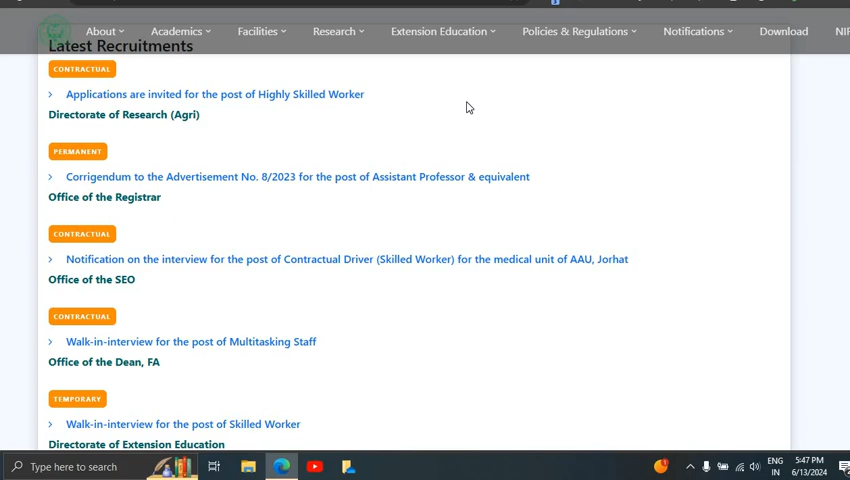 About Academics Facilities Research Extension Education Policies & Regulations Notifications Download
Latest Recruitments
CONTRACTUAL
Applications are invited for the post of Highly Skilled Worker
Directorate of Research (Agri)
PERMANENT
Corrigendum to the Advertisement No. 8/2023 for the post of Assistant Professor & equivalent
Office of the Registrar
CONTRACTUAL
Notification on the interview for the post of Contractual Driver (Skilled Worker) for the medical unit of AAU, Jorhat
Office of the SEO
CONTRACTUAL
Walk-in-interview for the post of Multitasking Staff
Office of the Dean, FA
TEMPORARY
Walk-in-interview for the post of Skilled Worker
Directorate of Extension Education
Type here to search
ENG
IN
5:47 PM
6/13/2024